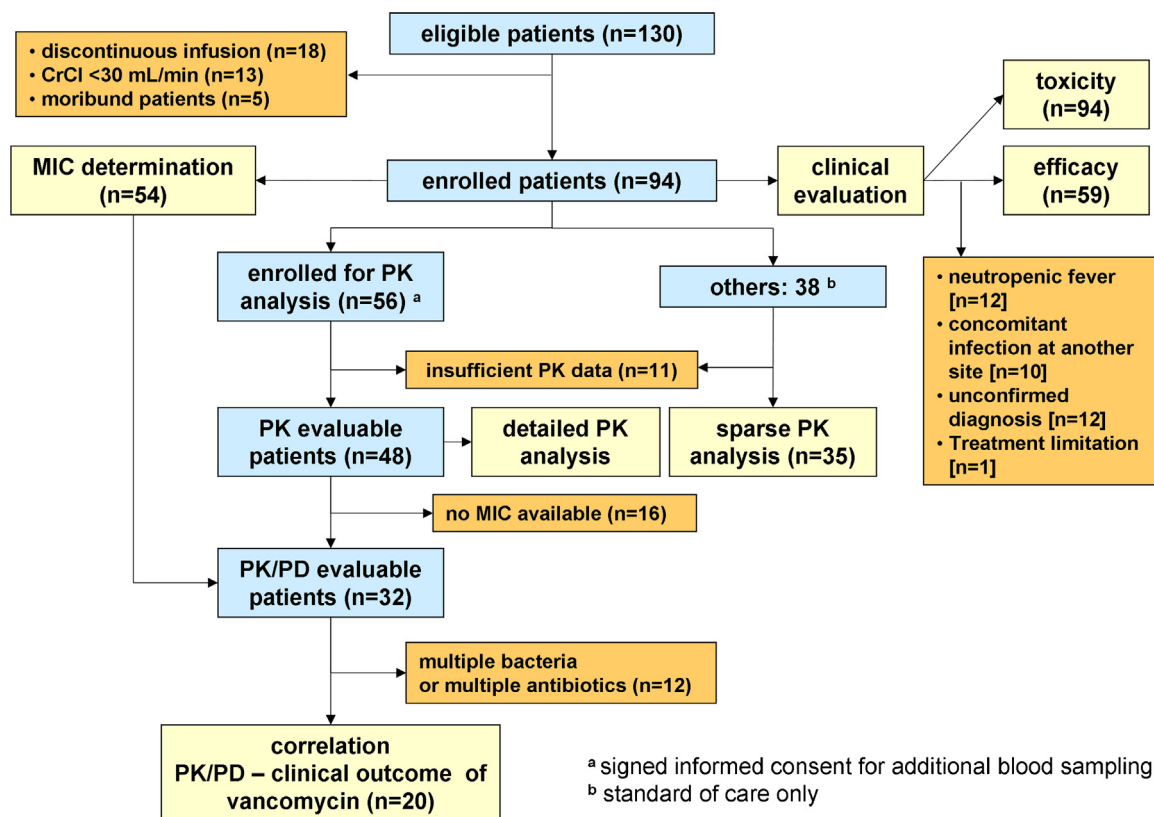 eligible patients (n=130)
• discontinuous infusion (n=18)
• CrCl <30 mL/min (n=13)
• moribund patients (n=5)
toxicity
(n=94)
MIC determination
(n=54)
enrolled patients (n=94)
clinical
evaluation
efficacy
(n=59)
enrolled for PK
analysis (n=56) a
others: 38 b
• neutropenic fever
[n=12]
• concomitant
infection at another
site [n=10]
• unconfirmed
diagnosis [n=12]
• Treatment limitation
[n=1]
insufficient PK data (n=11)
PK evaluable
patients (n=48)
detailed PK
analysis
sparse PK
analysis (n=35)
no MIC available (n=16)
PK/PD evaluable
patients (n=32)
multiple bacteria
or multiple antibiotics (n=12)
correlation
PK/PD – clinical outcome of
vancomycin (n=20)
a signed informed consent for additional blood sampling
b standard of care only